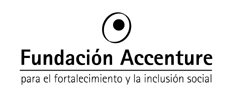 Fundación Accenture
para el fortalecimiento y la inclusión social